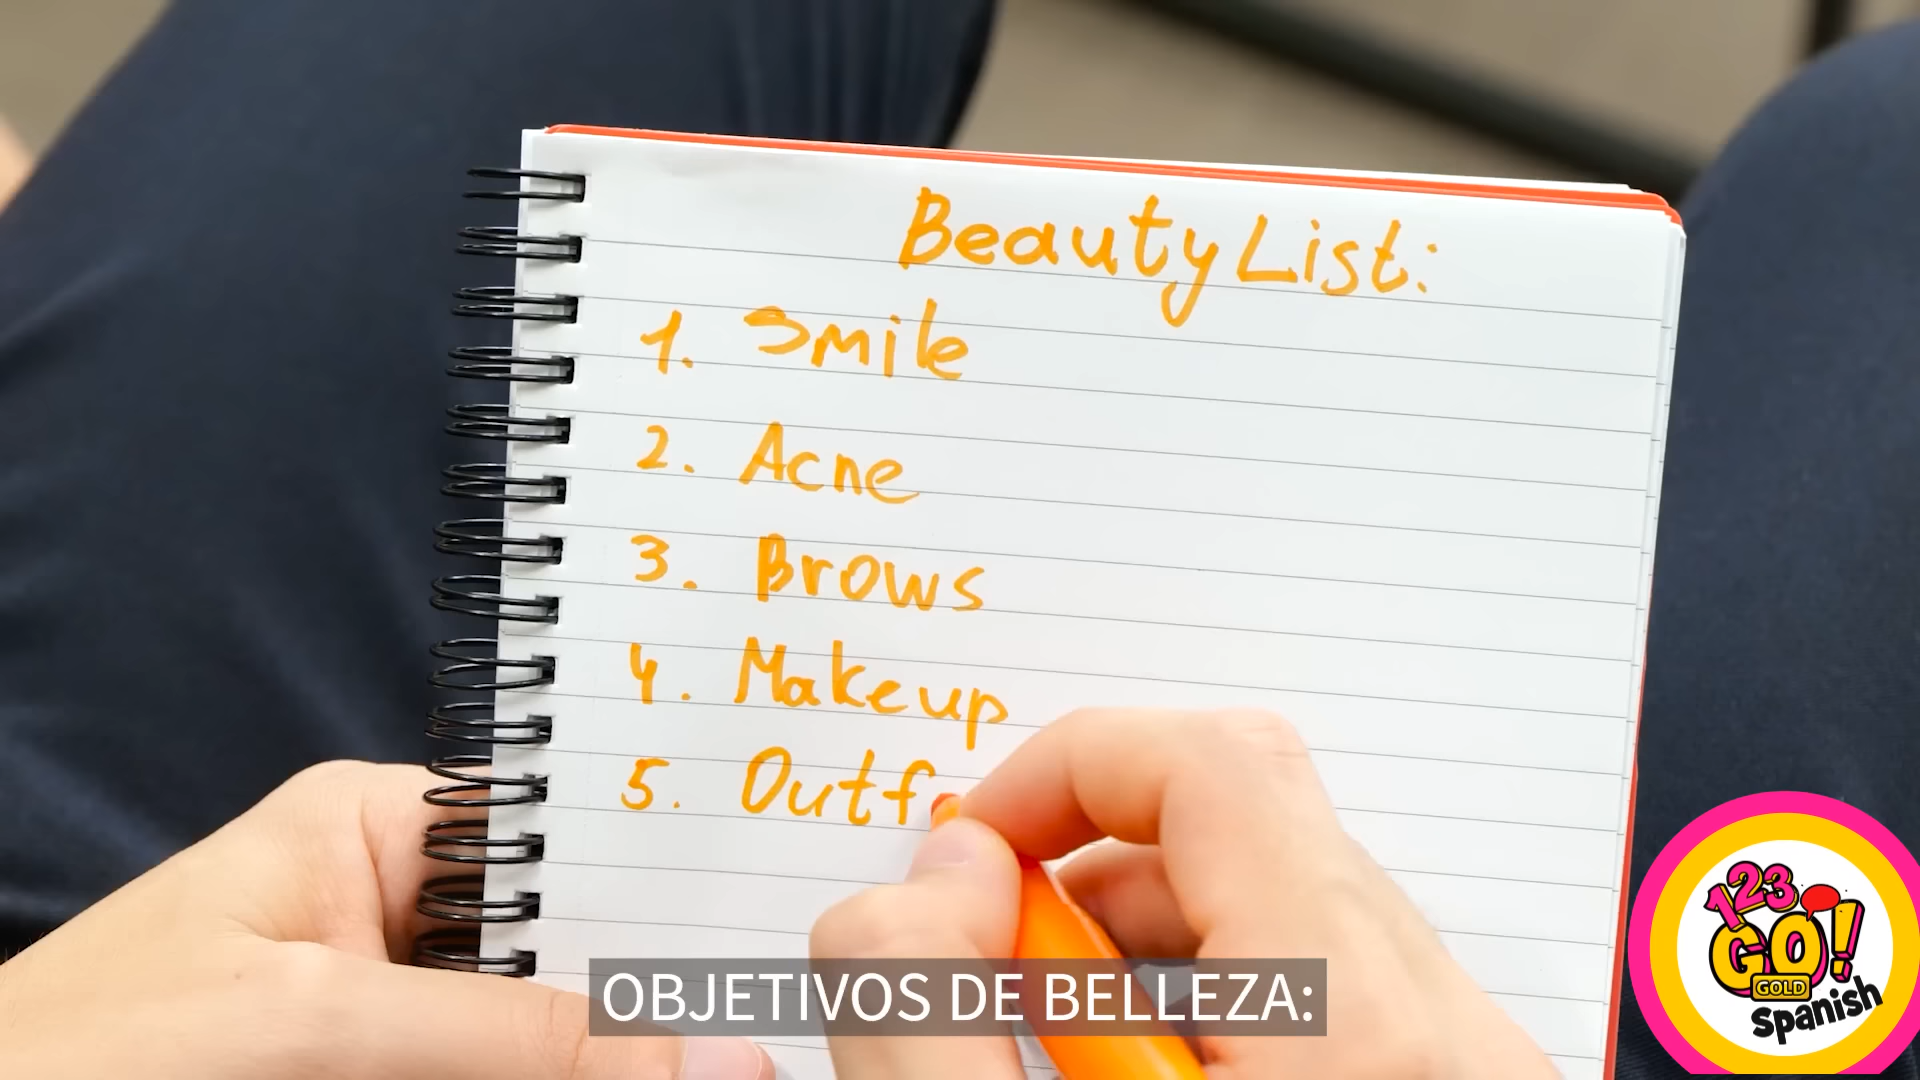 Beauty List:
1. Smile
2. Acne
3. Brows
4. Makeup
5. Outf
OBJETIVOS DE BELLEZA:
123
GO!
GOLD
Spanish